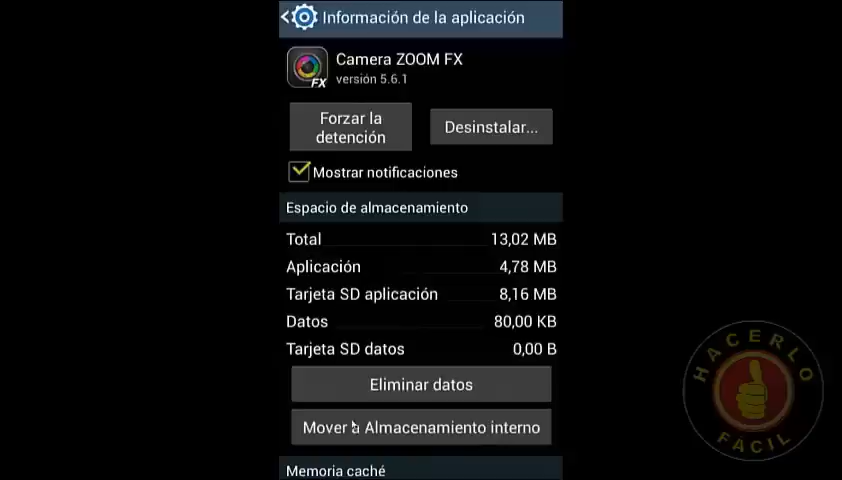 Información de la aplicación
Camera ZOOM FX
versión 5.6.1
FX
Forzar la
detención
Desinstalar...
Mostrar notificaciones
Espacio de almacenamiento
Total 13,02 MB
Aplicación 4,78 MB
Tarjeta SD aplicación 8,16 MB
Datos 80,00 KB
Tarjeta SD datos 0,00 B
Eliminar datos
Mover a Almacenamiento interno
Memoria caché
HACERLO
FÁCIL